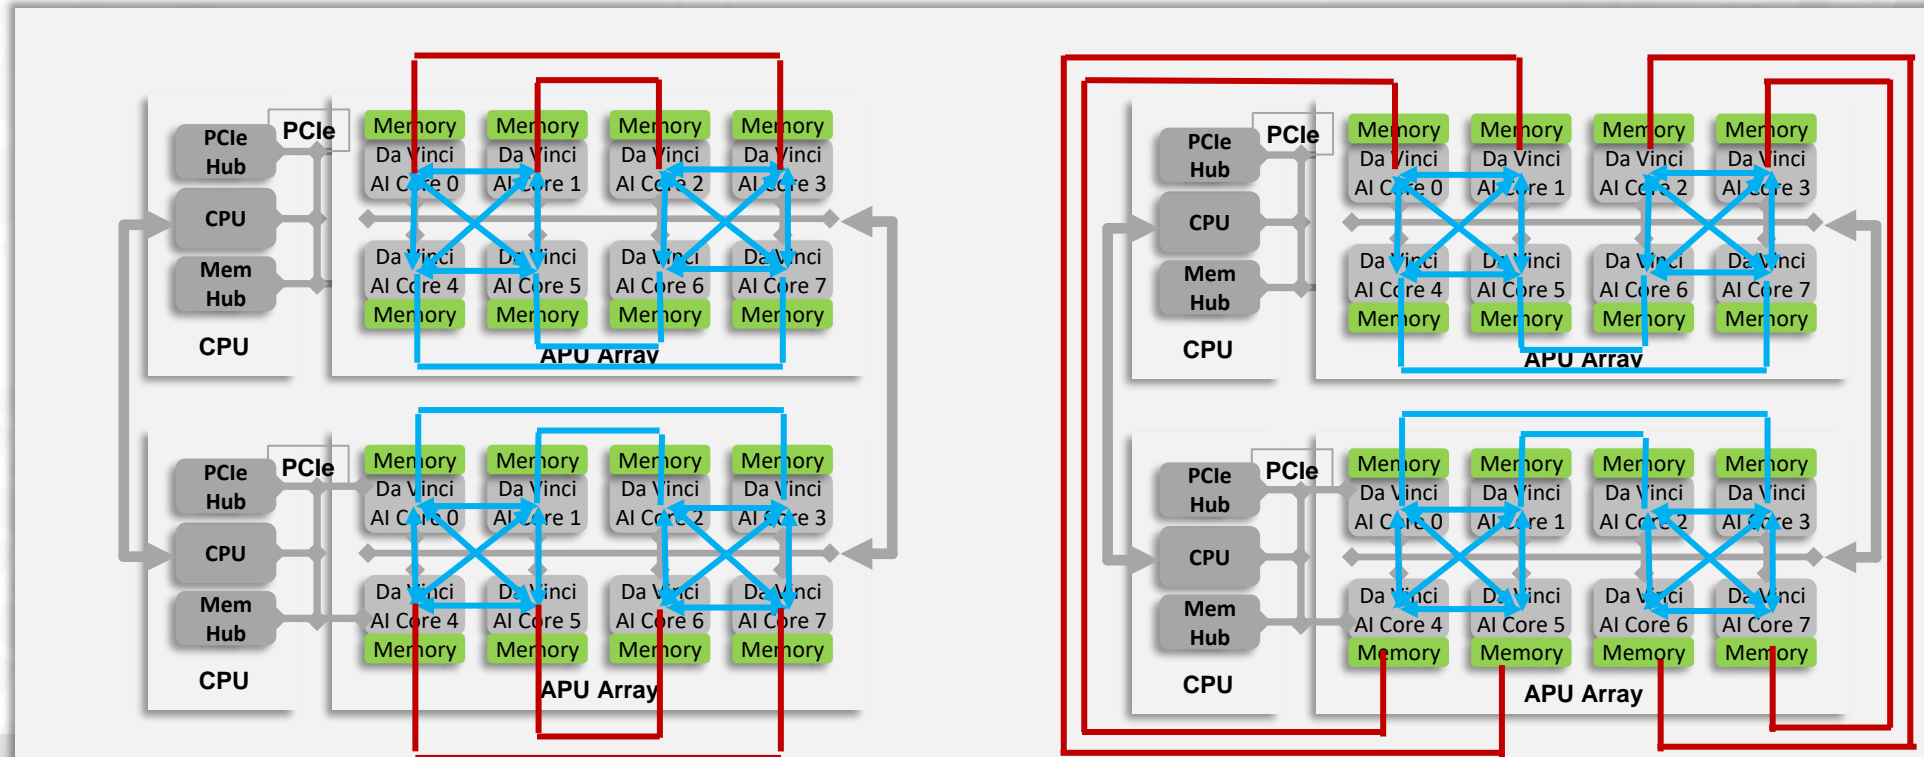 PCIe
Hub
CPU
Mem
Hub
CPU
PCIe
Memory
Memory
Memory
Memory
Da Vinci
AI Core 0
Da Vinci
AI Core 1
Da Vinci
AI Core 2
Da Vinci
AI Core 3
Da Vinci
AI Core 4
Da Vinci
AI Core 5
Da Vinci
AI Core 6
Da Vinci
AI Core 7
Memory
Memory
Memory
Memory
APU Array
PCIe
Hub
CPU
Mem
Hub
CPU
PCIe
Memory
Memory
Memory
Memory
Da Vinci
AI Core 0
Da Vinci
AI Core 1
Da Vinci
AI Core 2
Da Vinci
AI Core 3
Da Vinci
AI Core 4
Da Vinci
AI Core 5
Da Vinci
AI Core 6
Da Vinci
AI Core 7
Memory
Memory
Memory
Memory
APU Array
PCIe
Hub
CPU
Mem
Hub
CPU
PCIe
Memory
Memory
Memory
Memory
Da Vinci
AI Core 0
Da Vinci
AI Core 1
Da Vinci
AI Core 2
Da Vinci
AI Core 3
Da Vinci
AI Core 4
Da Vinci
AI Core 5
Da Vinci
AI Core 6
Da Vinci
AI Core 7
Memory
Memory
Memory
Memory
APU Array
PCIe
Hub
CPU
Mem
Hub
CPU
PCIe
Memory
Memory
Memory
Memory
Da Vinci
AI Core 0
Da Vinci
AI Core 1
Da Vinci
AI Core 2
Da Vinci
AI Core 3
Da Vinci
AI Core 4
Da Vinci
AI Core 5
Da Vinci
AI Core 6
Da Vinci
AI Core 7
Memory
Memory
Memory
Memory
APU Array